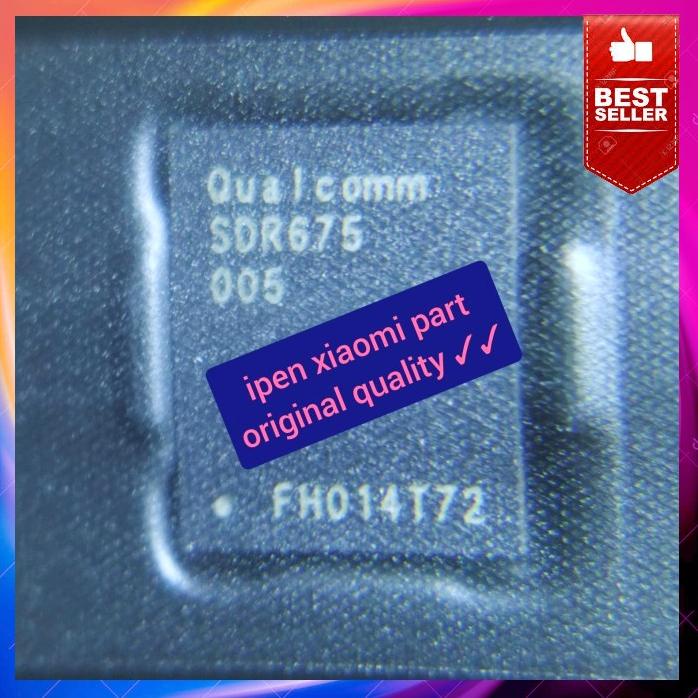 BEST
SELLER
Qualcomm
SDR675
005
ipen xiaomi part
original quality ✓✓
FH014T72